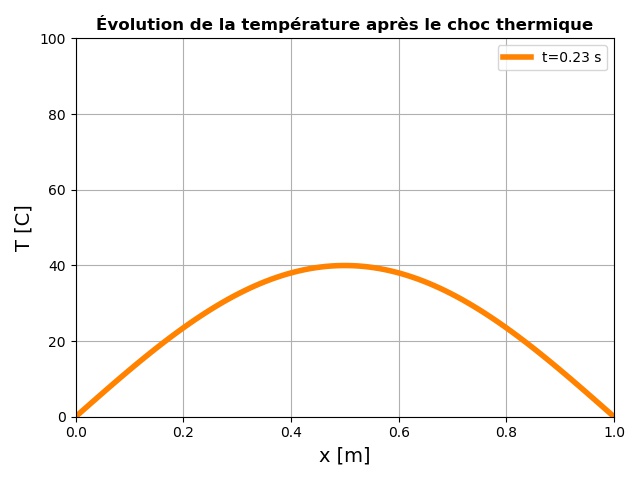 Évolution de la température après le choc thermique
t=0.23 s
T [C]
100
80
60
40
20
0
0.0 0.2 0.4 0.6 0.8 1.0
x [m]